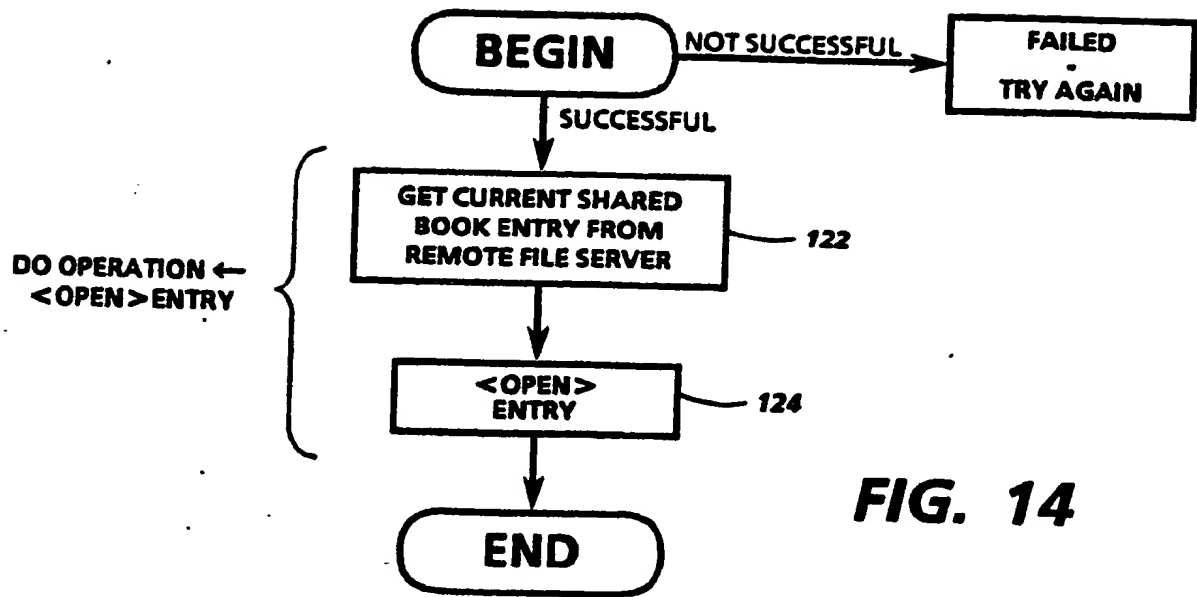 BEGIN
NOT SUCCESSFUL
FAILED
-
TRY AGAIN
SUCCESSFUL
GET CURRENT SHARED
BOOK ENTRY FROM
REMOTE FILE SERVER
122
DO OPERATION ←
<OPEN> ENTRY
<OPEN>
ENTRY
124
END
FIG. 14